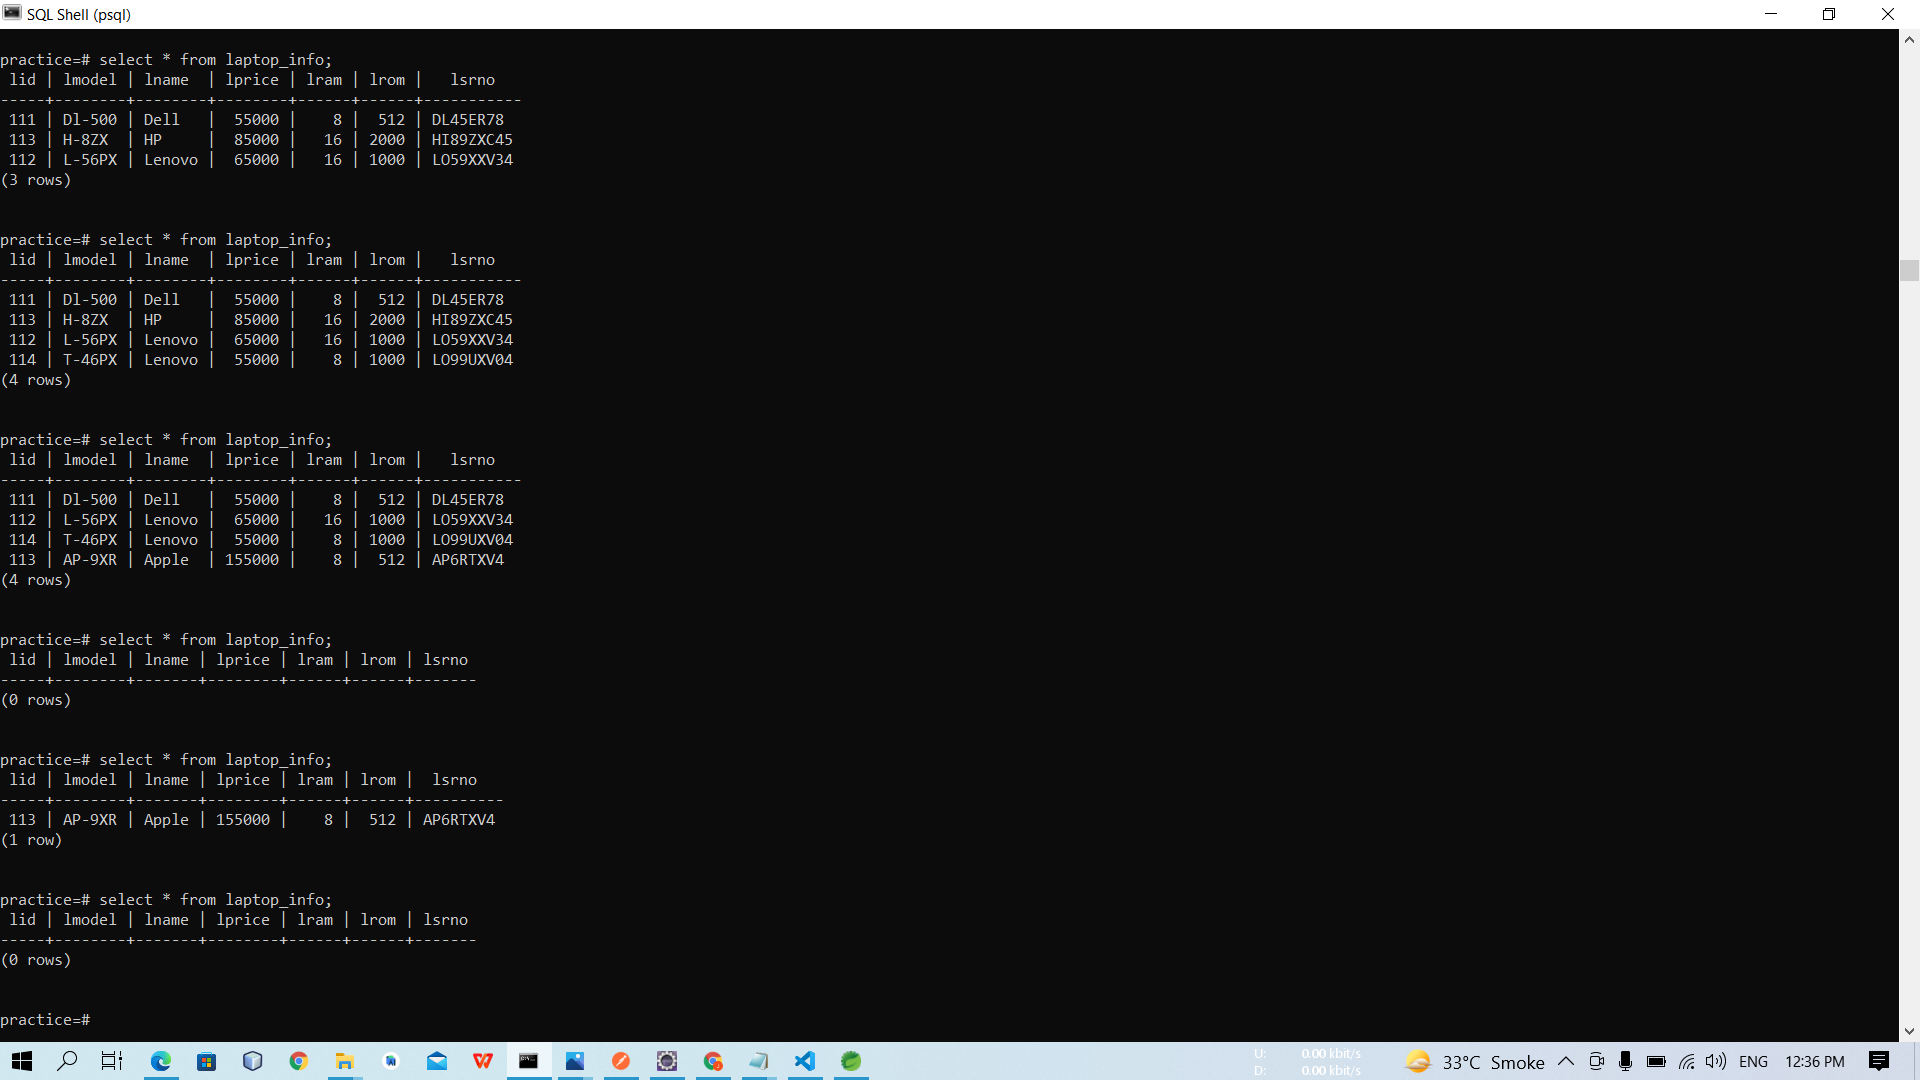 SQL Shell (psql)
practice=# select * from laptop_info;
 lid | lmodel | lname  | lprice | lram | lrom |   lsrno
-----+--------+--------+--------+------+------+-----------
 111 | Dl-500 | Dell   |  55000 |    8 |  512 | DL45ER78
 113 | H-8ZX  | HP     |  85000 |   16 | 2000 | HI89ZXC45
 112 | L-56PX | Lenovo |  65000 |   16 | 1000 | LO59XXV34
(3 rows)
practice=# select * from laptop_info;
 lid | lmodel | lname  | lprice | lram | lrom |   lsrno
-----+--------+--------+--------+------+------+-----------
 111 | Dl-500 | Dell   |  55000 |    8 |  512 | DL45ER78
 113 | H-8ZX  | HP     |  85000 |   16 | 2000 | HI89ZXC45
 112 | L-56PX | Lenovo |  65000 |   16 | 1000 | LO59XXV34
 114 | T-46PX | Lenovo |  55000 |    8 | 1000 | LO99UXV04
(4 rows)
practice=# select * from laptop_info;
 lid | lmodel | lname  | lprice | lram | lrom |   lsrno
-----+--------+--------+--------+------+------+-----------
 111 | Dl-500 | Dell   |  55000 |    8 |  512 | DL45ER78
 112 | L-56PX | Lenovo |  65000 |   16 | 1000 | LO59XXV34
 114 | T-46PX | Lenovo |  55000 |    8 | 1000 | LO99UXV04
 113 | AP-9XR | Apple  | 155000 |    8 |  512 | AP6RTXV4
(4 rows)
practice=# select * from laptop_info;
 lid | lmodel | lname | lprice | lram | lrom | lsrno
-----+--------+-------+--------+------+------+-------
(0 rows)
practice=# select * from laptop_info;
 lid | lmodel | lname | lprice | lram | lrom |  lsrno
-----+--------+-------+--------+------+------+----------
 113 | AP-9XR | Apple | 155000 |    8 |  512 | AP6RTXV4
(1 row)
practice=# select * from laptop_info;
 lid | lmodel | lname | lprice | lram | lrom | lsrno
-----+--------+-------+--------+------+------+-------
(0 rows)
practice=#
U: 0.00 kbit/s
D: 0.00 kbit/s
33°C Smoke ENG 12:36 PM